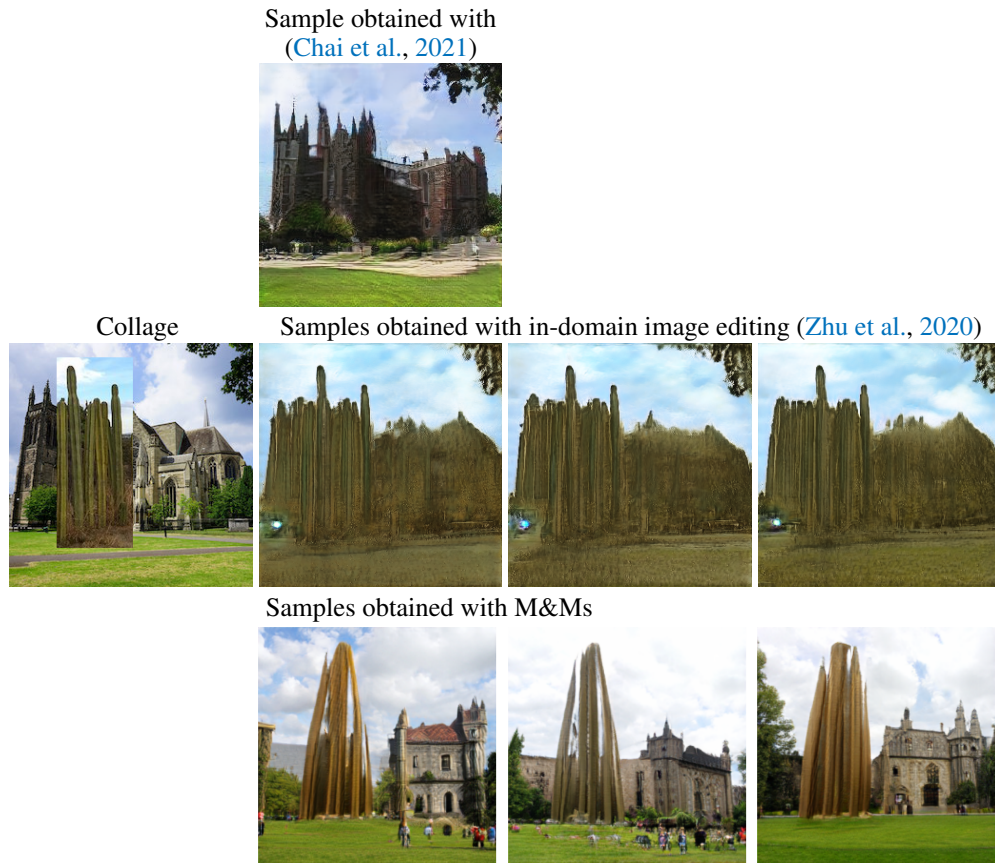 Sample obtained with
(Chai et al., 2021)
Collage
Samples obtained with in-domain image editing (Zhu et al., 2020)
Samples obtained with M&Ms